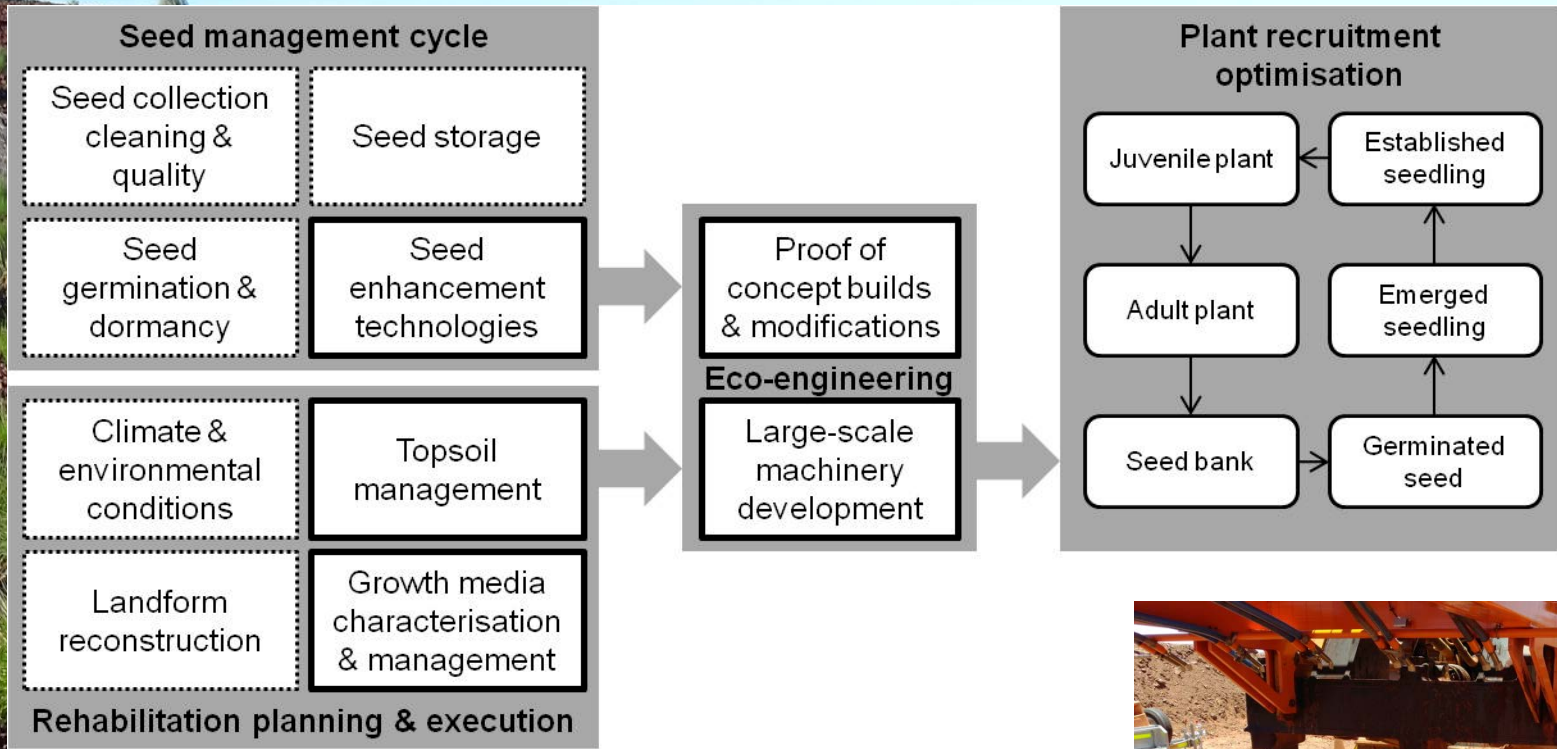 Seed management cycle
Seed collection
cleaning &
quality
Seed storage
Seed
germination &
dormancy
Seed
enhancement
technologies
Climate &
environmental
conditions
Topsoil
management
Landform
reconstruction
Growth media
characterisation
& management
Rehabilitation planning & execution
Proof of
concept builds
& modifications
Eco-engineering
Large-scale
machinery
development
Plant recruitment
optimisation
Juvenile plant
Established
seedling
Adult plant
Emerged
seedling
Seed bank
Germinated
seed